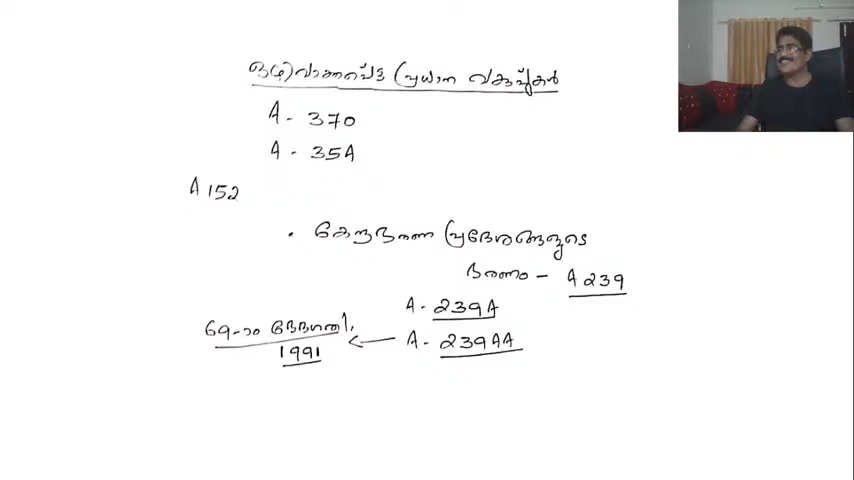 ഒഴിവാക്കപ്പെട്ട പ്രധാന വകുപ്പുകൾ
A - 370
A - 35A
A 152
· കേന്ദ്രഭരണ പ്രദേശങ്ങളുടെ
ഭരണം - A 239
A - 239A
69-ാം ഭേദഗതി, 1991 ← A - 239AA